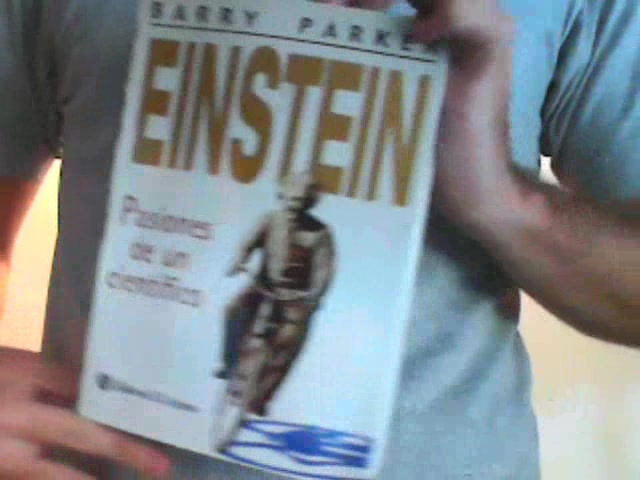 BARRY PARKER
EINSTEIN
Pasiones
de un
científico